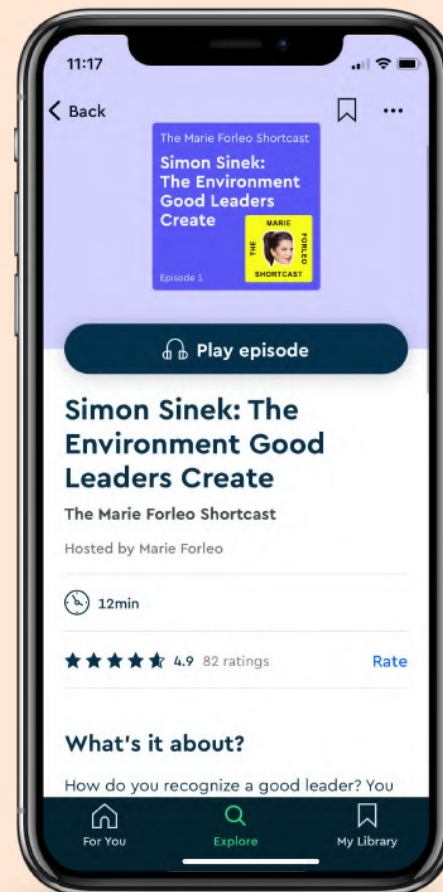 11:17
Back
The Marie Forleo Shortcast
Simon Sinek:
The Environment
Good Leaders
Create
THE
MARIE
FORLEO
SHORTCAST
Episode 1
Play episode
Simon Sinek: The
Environment Good
Leaders Create
The Marie Forleo Shortcast
Hosted by Marie Forleo
12min
4.9 82 ratings
Rate
What's it about?
How do you recognize a good leader? You
For You
Explore
My Library